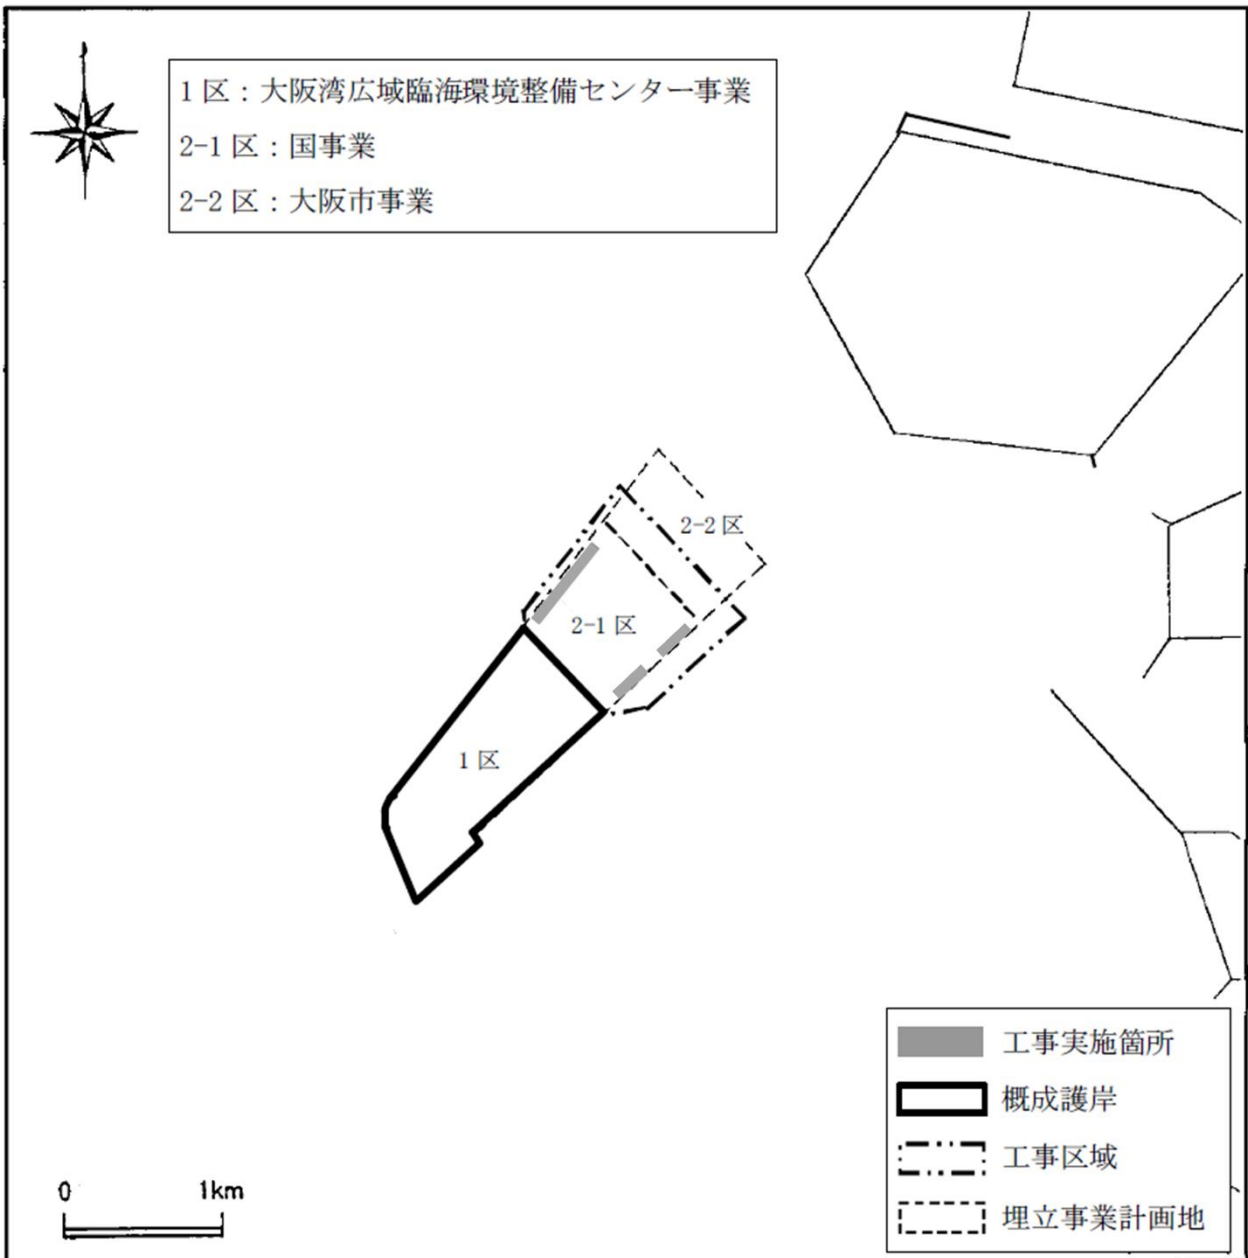 1区：大阪湾広域臨海環境整備センター事業
2-1区：国事業
2-2区：大阪市事業
2-2区
2-1区
1区
工事実施箇所
概成護岸
工事区域
埋立事業計画地
0 1km